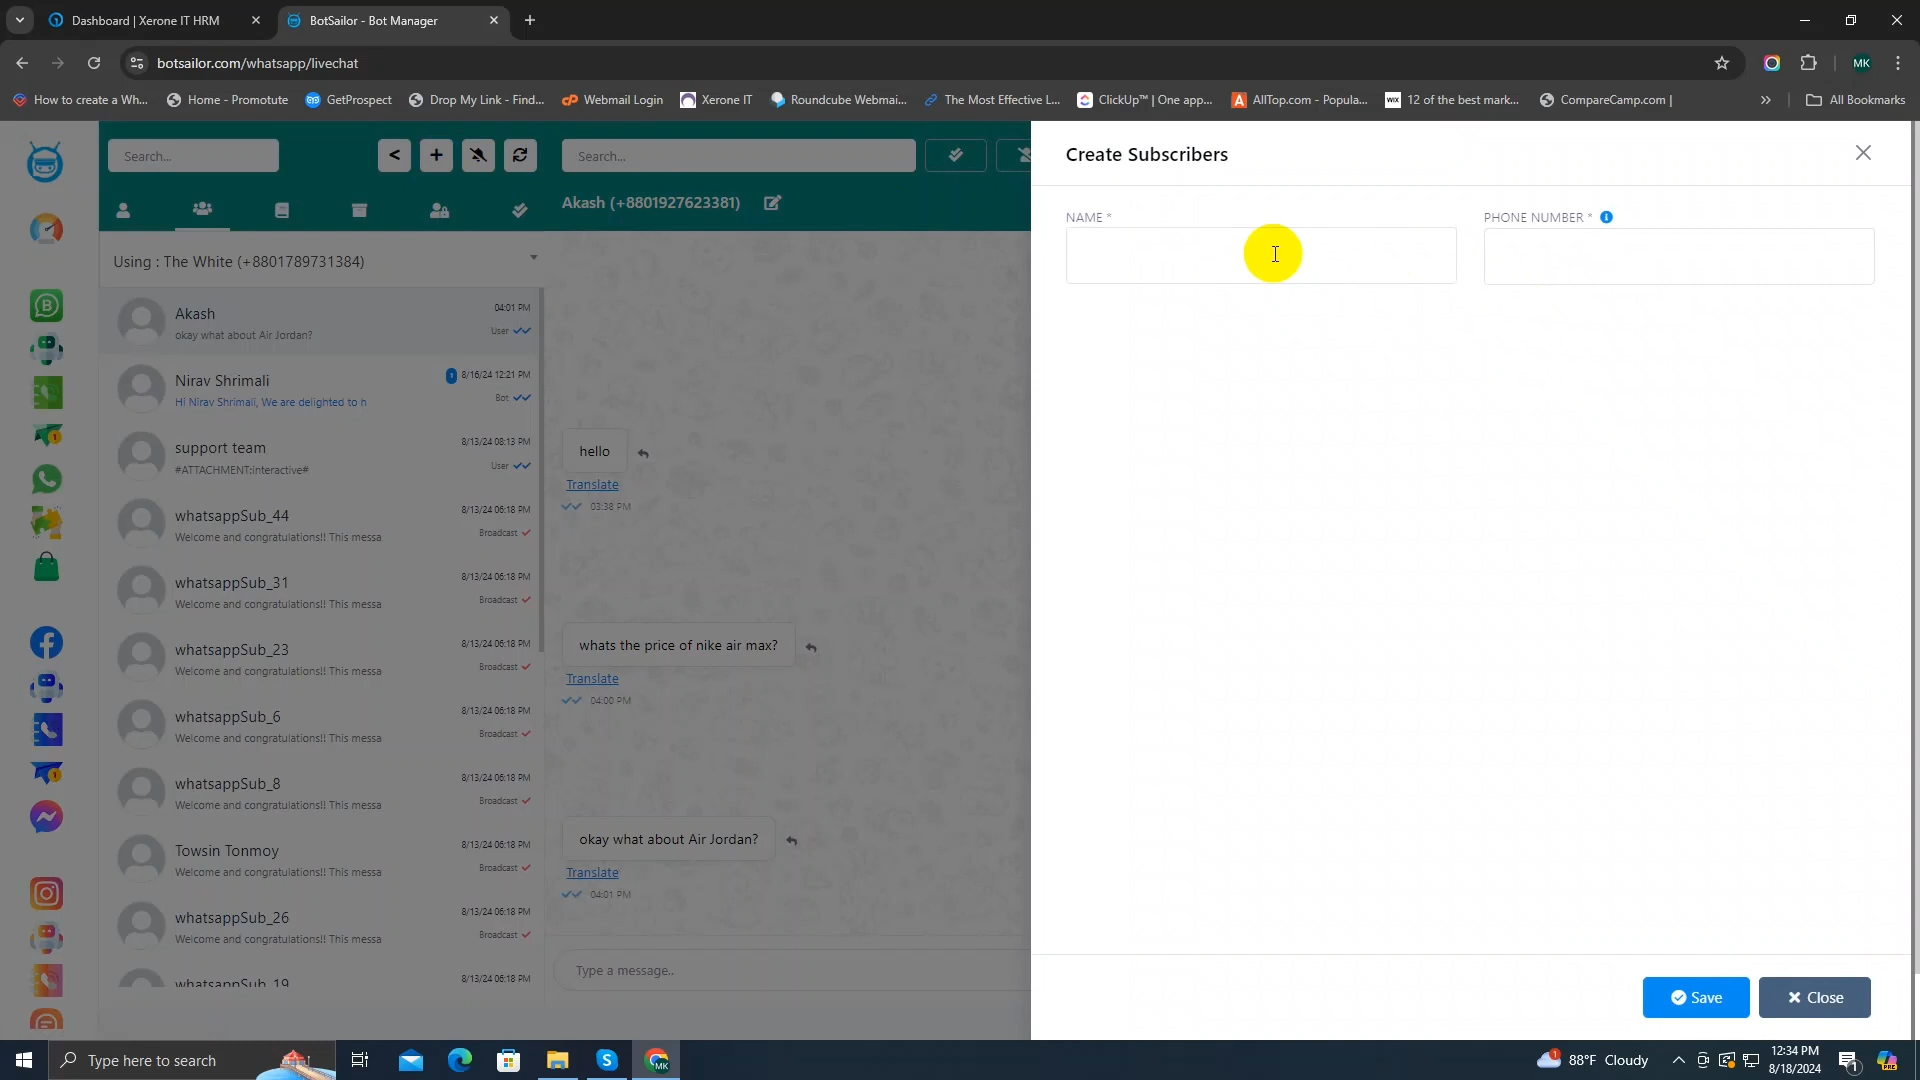 Dashboard | Xerone IT HRM
BotSailor - Bot Manager
botsailor.com/whatsapp/livechat
MK
How to create a Wh...
Home - Promotute
GetProspect
Drop My Link - Find...
Webmail Login
Xerone IT
Roundcube Webmai...
The Most Effective L...
ClickUp™ | One app...
AllTop.com - Popula...
12 of the best mark...
CompareCamp.com |
All Bookmarks
Search...
Search...
Akash (+8801927623381)
Using : The White (+8801789731384)
Akash
04:01 PM
okay what about Air Jordan?
User
Nirav Shrimali
1 8/16/24 12:21 PM
Hi Nirav Shrimali, We are delighted to h
Bot
support team
8/13/24 08:13 PM
#ATTACHMENT:interactive#
User
whatsappSub_44
8/13/24 06:18 PM
Welcome and congratulations!! This messa
Broadcast
whatsappSub_31
8/13/24 06:18 PM
Welcome and congratulations!! This messa
Broadcast
whatsappSub_23
8/13/24 06:18 PM
Welcome and congratulations!! This messa
Broadcast
whatsappSub_6
8/13/24 06:18 PM
Welcome and congratulations!! This messa
Broadcast
whatsappSub_8
8/13/24 06:18 PM
Welcome and congratulations!! This messa
Broadcast
Towsin Tonmoy
8/13/24 06:18 PM
Welcome and congratulations!! This messa
Broadcast
whatsappSub_26
8/13/24 06:18 PM
Welcome and congratulations!! This messa
Broadcast
whatsappSub_19
8/13/24 06:18 PM
hello
Translate
03:38 PM
whats the price of nike air max?
Translate
04:00 PM
okay what about Air Jordan?
Translate
04:01 PM
Type a message..
Create Subscribers
NAME *
PHONE NUMBER *
Save
Close
Type here to search
88°F Cloudy
12:34 PM
8/18/2024